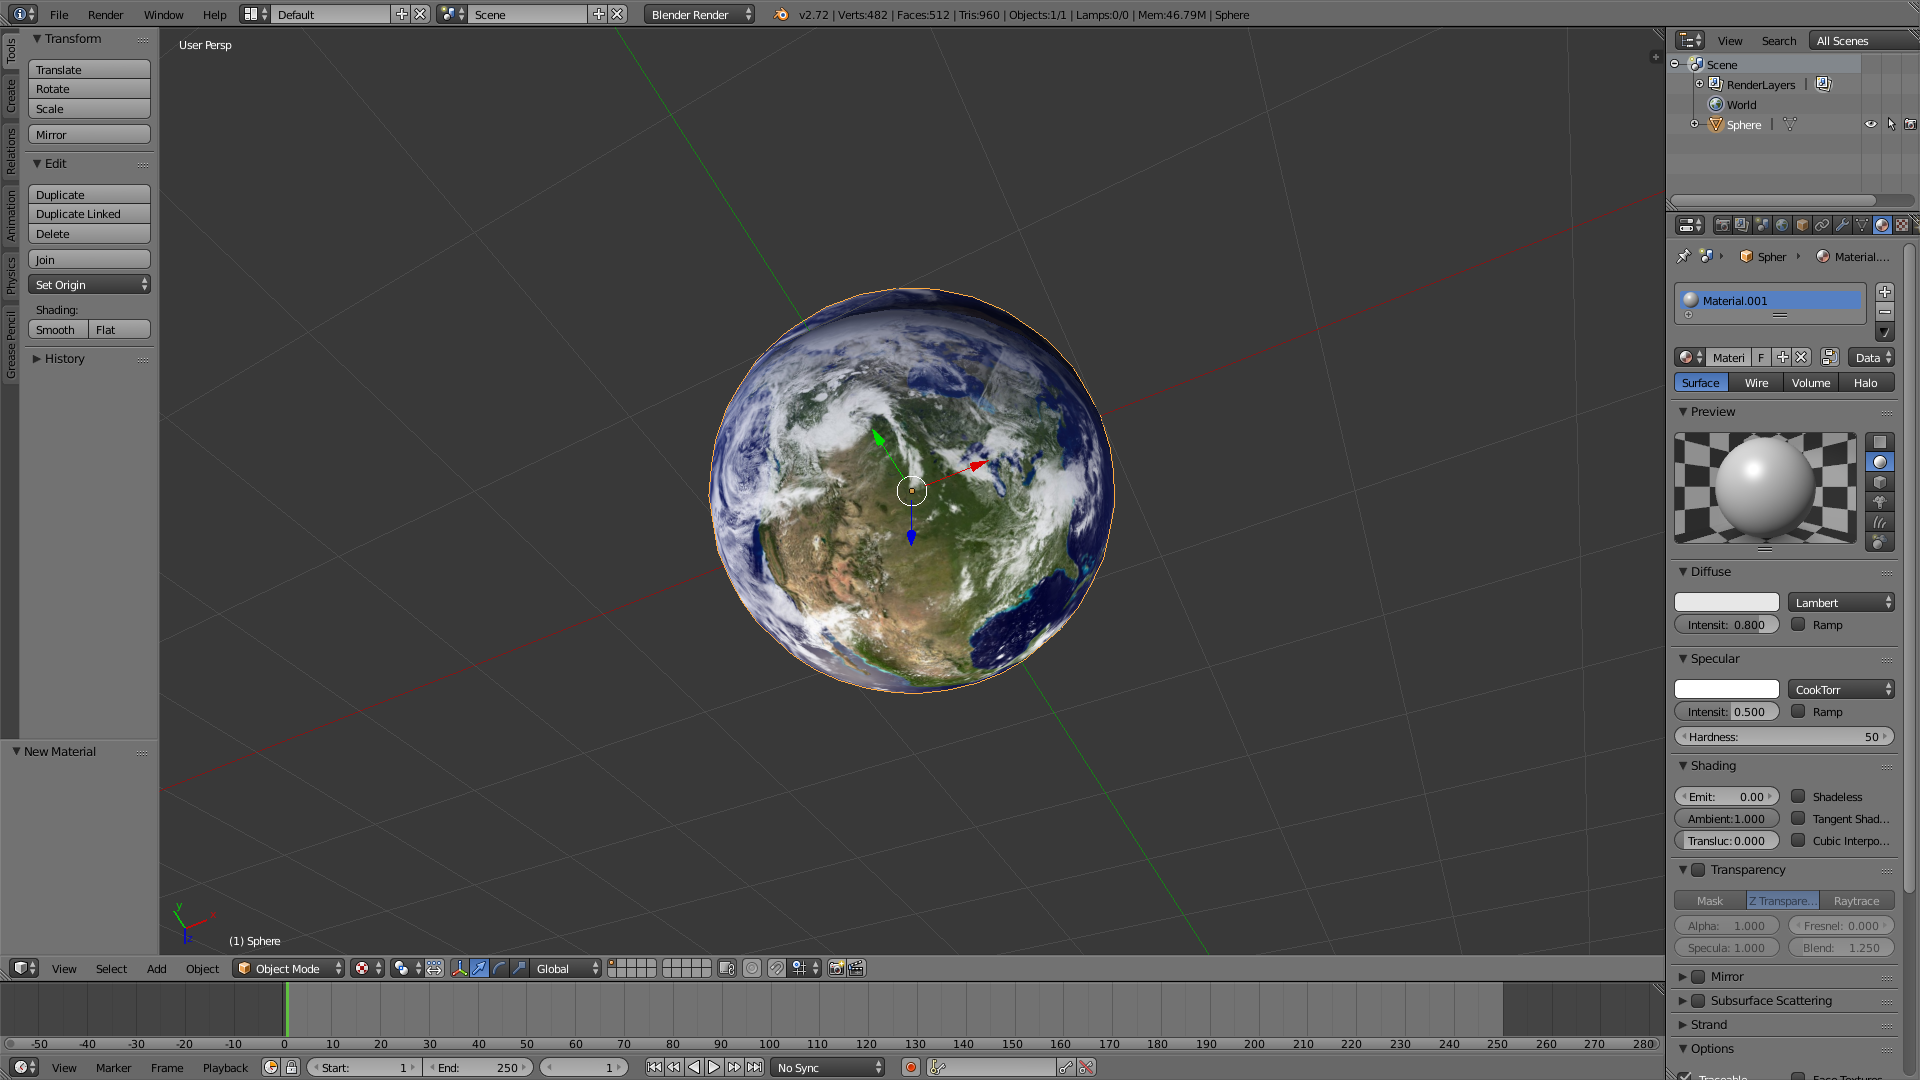 File Render Window Help Default Scene Blender Render v2.72 | Verts:482 | Faces:512 | Tris:960 | Objects:1/1 | Lamps:0/0 | Mem:46.79M | Sphere
Tools
Create
Relations
Animation
Physics
Grease Pencil
Transform
Translate
Rotate
Scale
Mirror
Edit
Duplicate
Duplicate Linked
Delete
Join
Set Origin
Shading:
Smooth Flat
History
New Material
User Persp
y
x
z
(1) Sphere
View Select Add Object Object Mode Global
-50 -40 -30 -20 -10 0 10 20 30 40 50 60 70 80 90 100 110 120 130 140 150 160 170 180 190 200 210 220 230 240 250 260 270 280
View Marker Frame Playback Start: 1 End: 250 1 No Sync
View Search All Scenes
Scene
RenderLayers |
World
Sphere |
Spher Material....
Material.001
Materi F Data
Surface Wire Volume Halo
Preview
Diffuse
Lambert
Intensit: 0.800 Ramp
Specular
CookTorr
Intensit: 0.500 Ramp
Hardness: 50
Shading
Emit: 0.00 Shadeless
Ambient:1.000 Tangent Shad...
Transluc:0.000 Cubic Interpo...
Transparency
Mask Z Transpare... Raytrace
Alpha: 1.000 Fresnel: 0.000
Specula: 1.000 Blend: 1.250
Mirror
Subsurface Scattering
Strand
Options